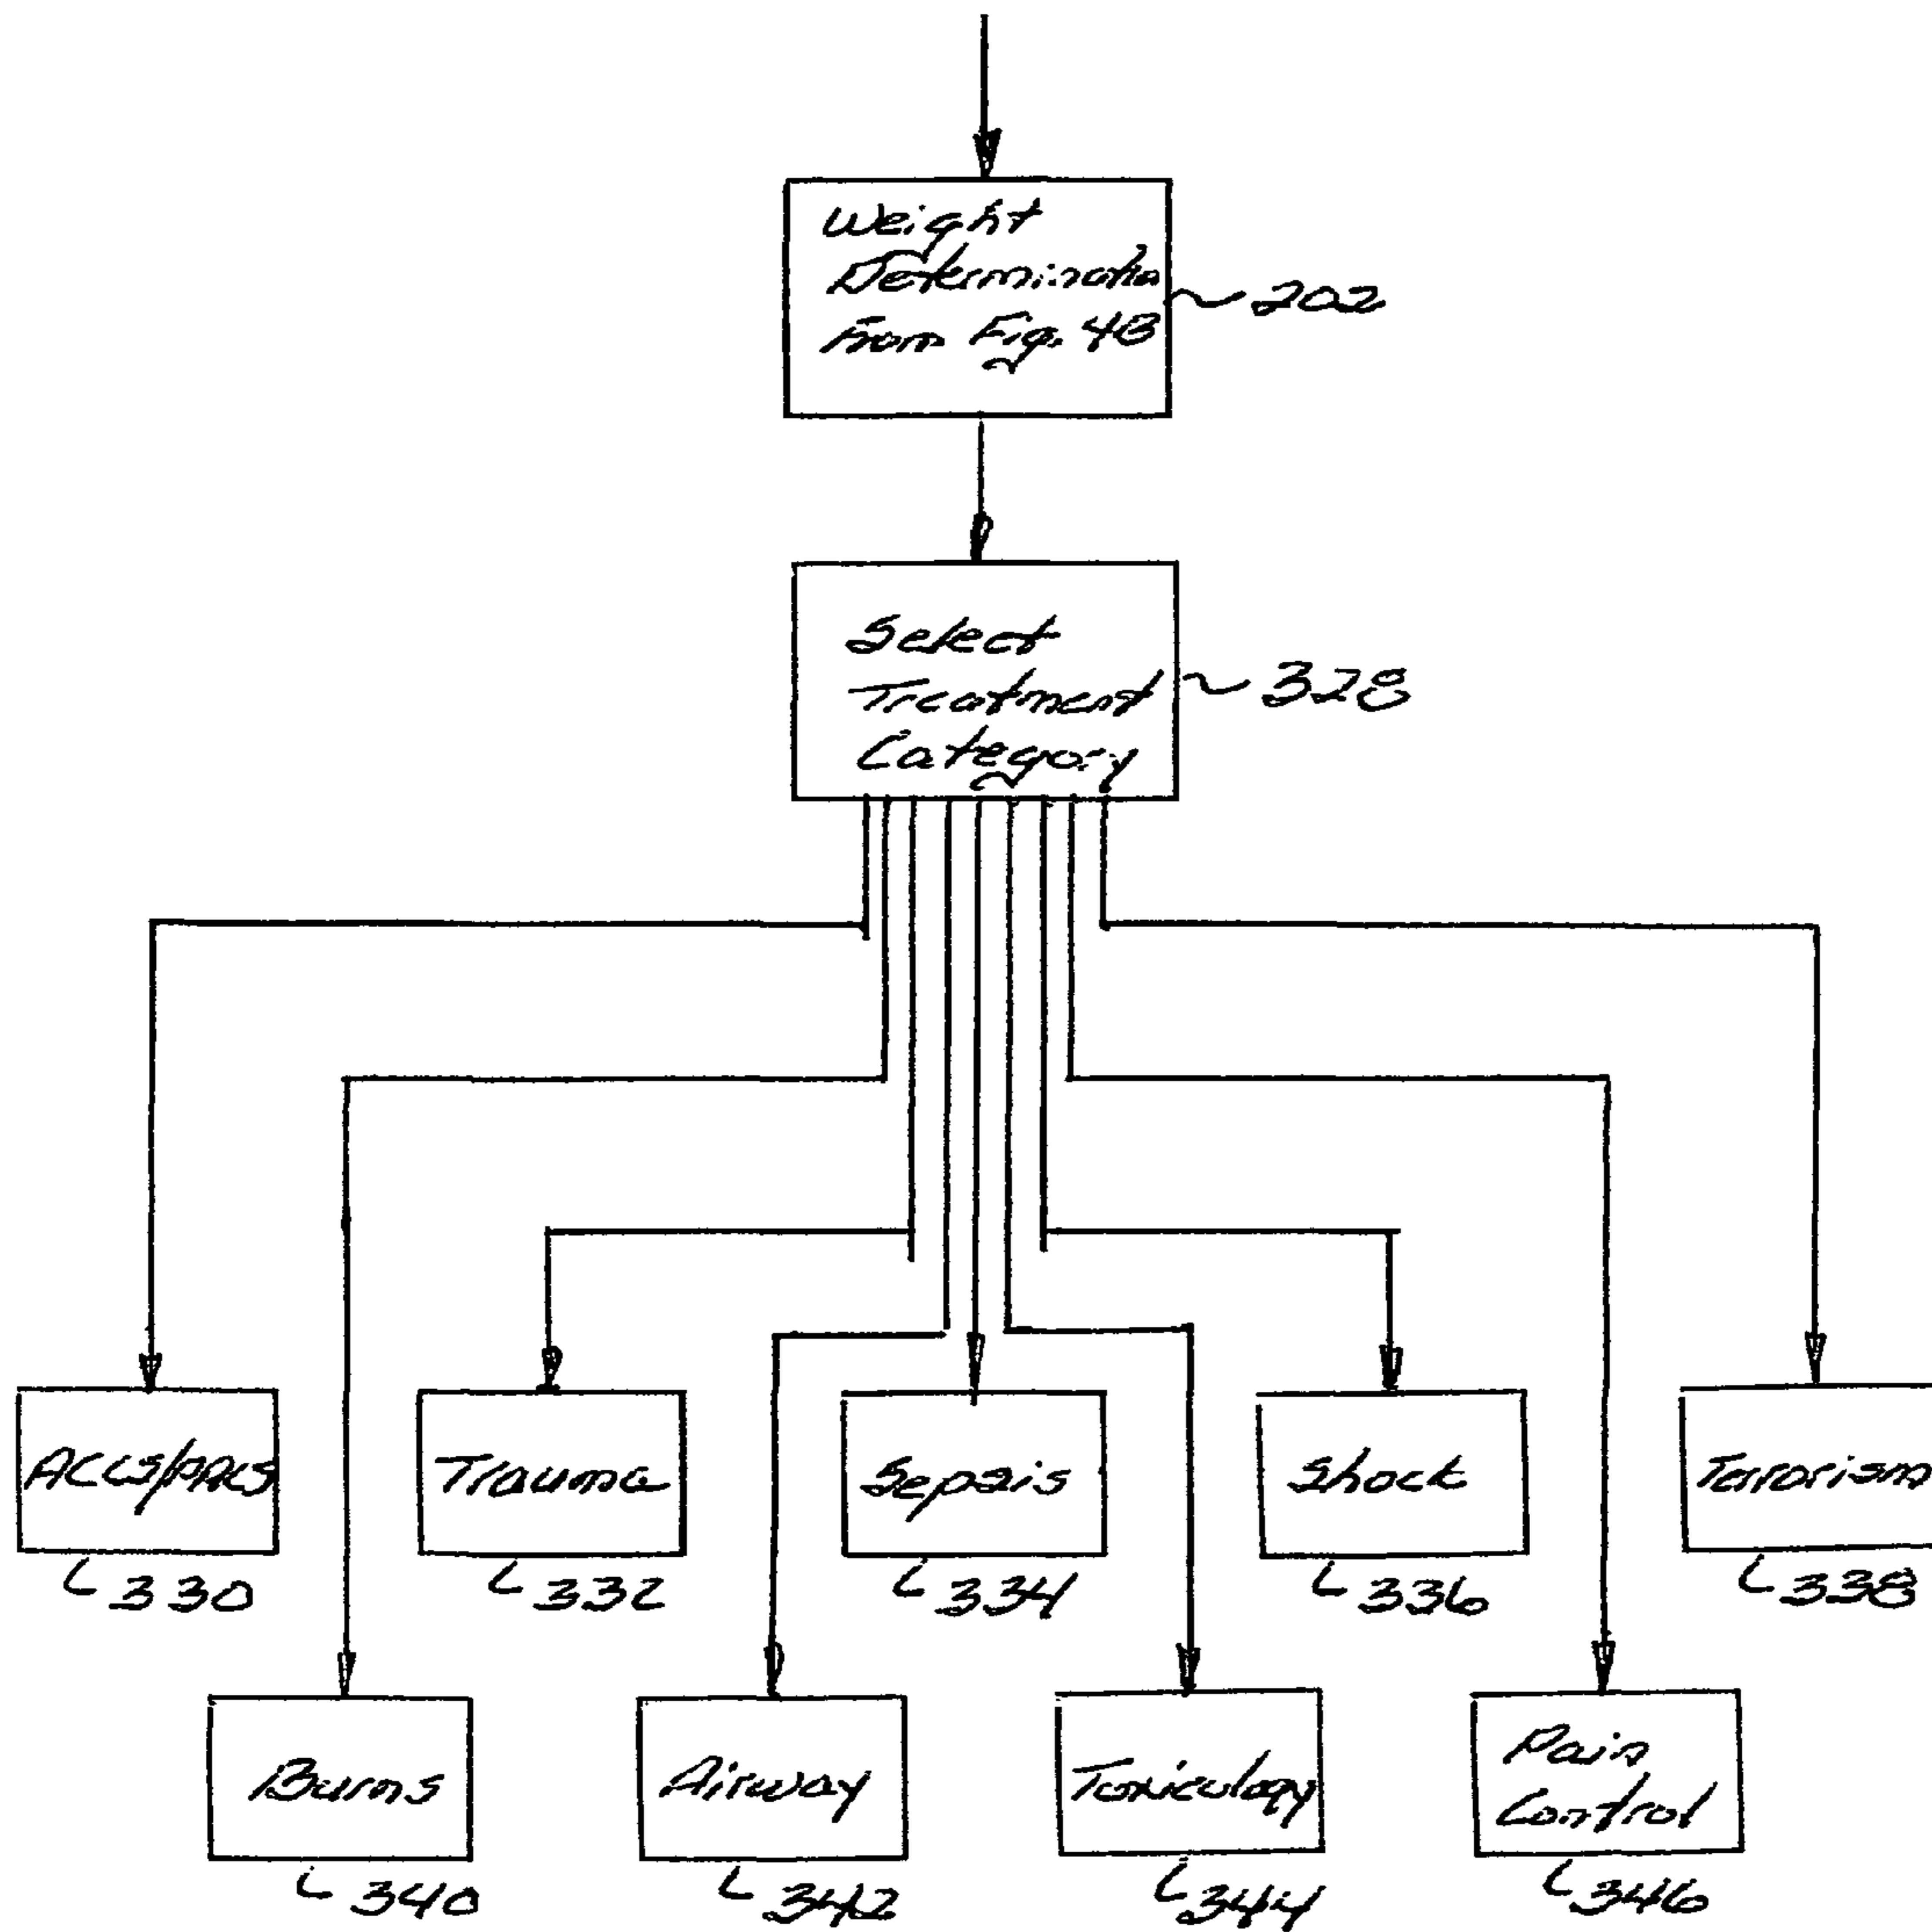 Weight
Determinatio
From Fig. 4B
202
Select
Treatment
Category
328
ACLS/PALS
Trauma
Sepsis
Shock
Terrorism
330
332
334
336
338
Burns
Airway
Toxicology
Pain
Control
340
342
344
346